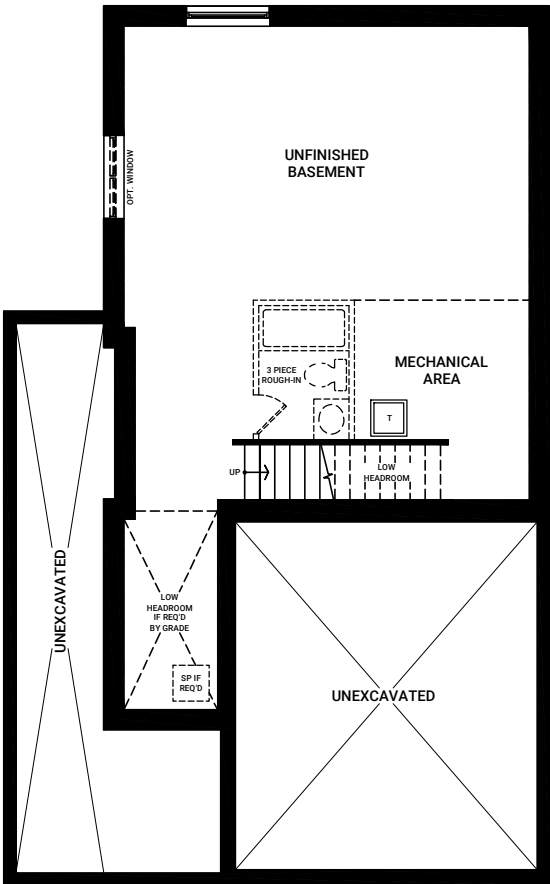 OPT. WINDOW
UNFINISHED
BASEMENT
3 PIECE
ROUGH-IN
MECHANICAL
AREA
T
UP
LOW
HEADROOM
UNEXCAVATED
LOW
HEADROOM
IF REQ'D
BY GRADE
SP IF
REQ'D
UNEXCAVATED